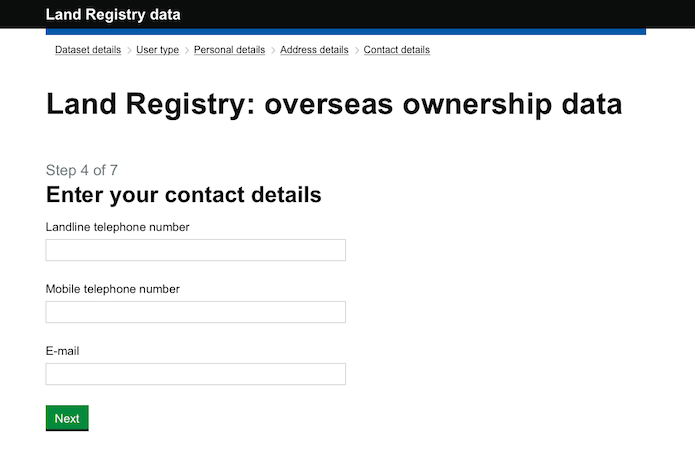 Land Registry data
Dataset details > User type > Personal details > Address details > Contact details
Land Registry: overseas ownership data
Step 4 of 7
Enter your contact details
Landline telephone number
Mobile telephone number
E-mail
Next